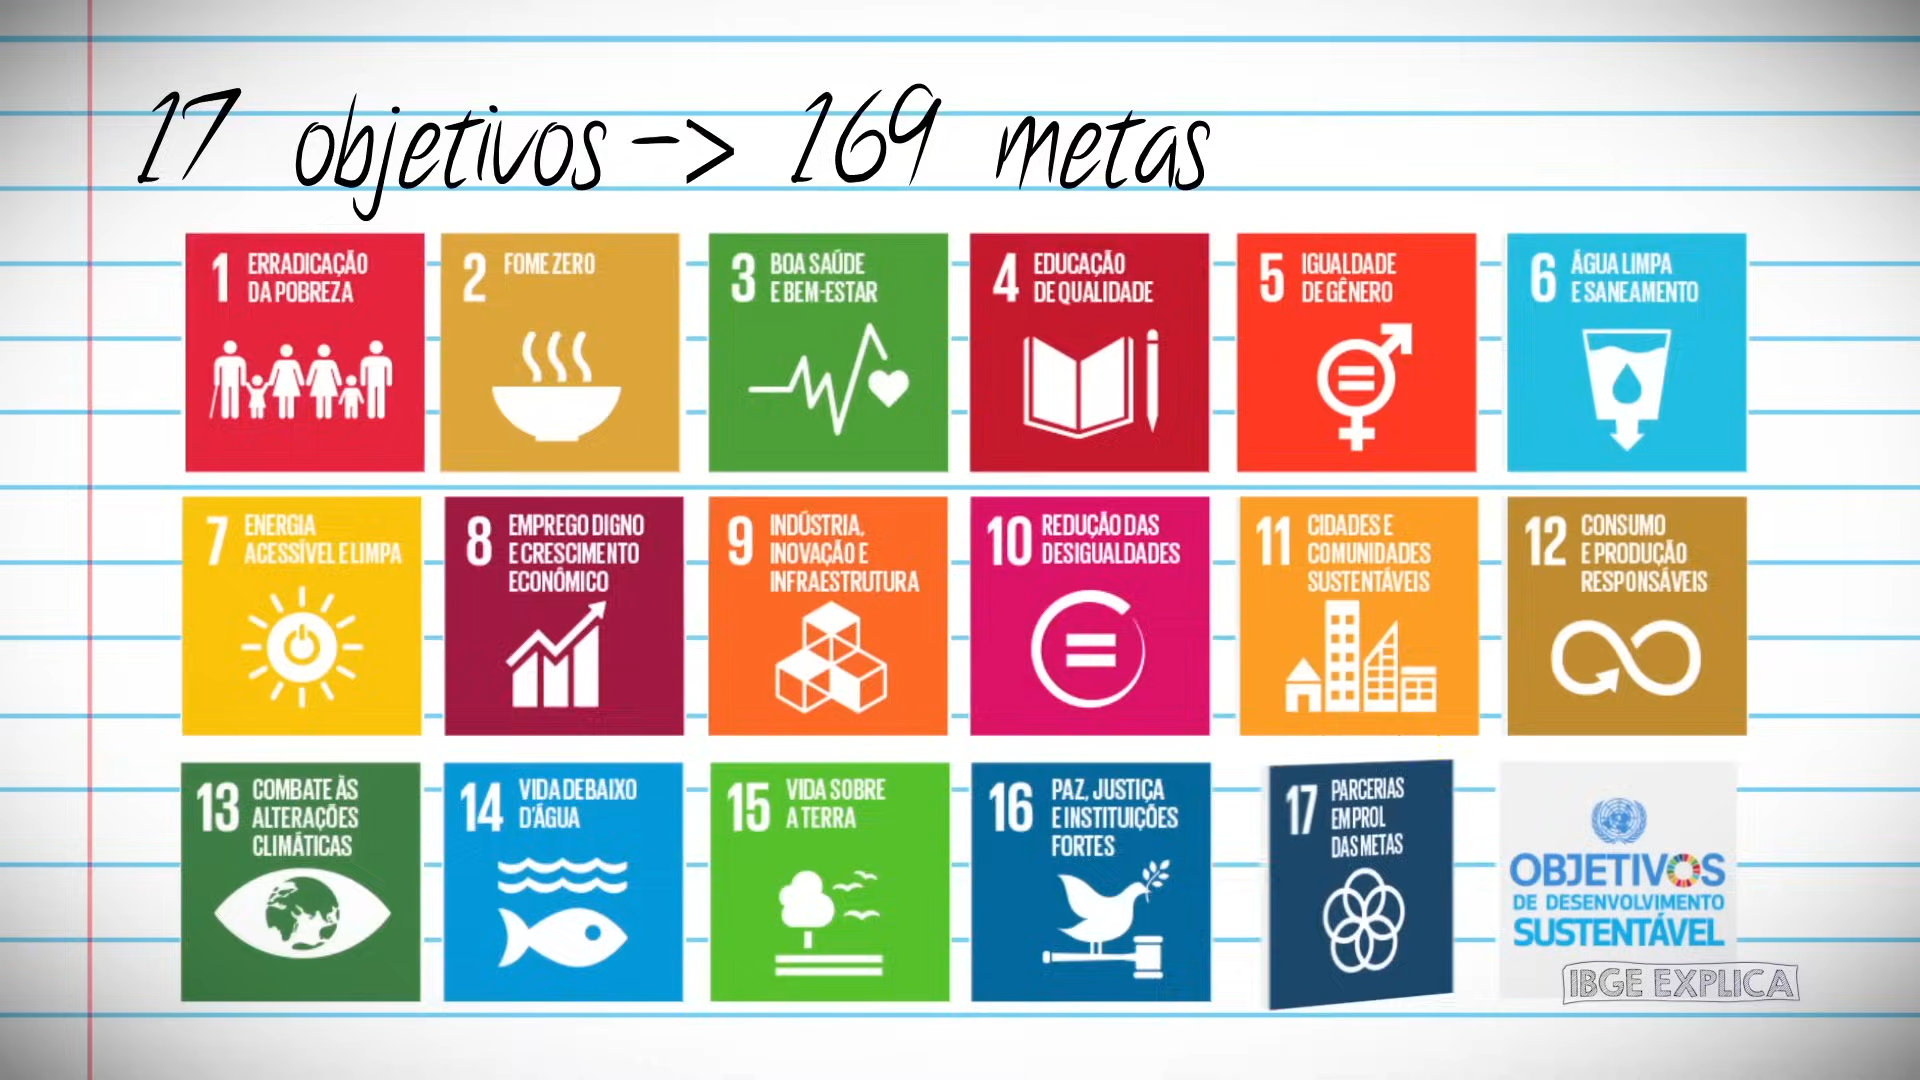 17 objetivos -> 169 metas
1 ERRADICAÇÃO
DA POBREZA
2 FOME ZERO
3 BOA SAÚDE
E BEM-ESTAR
4 EDUCAÇÃO
DE QUALIDADE
5 IGUALDADE
DE GÊNERO
6 ÁGUA LIMPA
E SANEAMENTO
7 ENERGIA
ACESSÍVEL E LIMPA
8 EMPREGO DIGNO
E CRESCIMENTO
ECONÔMICO
9 INDÚSTRIA,
INOVAÇÃO E
INFRAESTRUTURA
10 REDUÇÃO DAS
DESIGUALDADES
11 CIDADES E
COMUNIDADES
SUSTENTÁVEIS
12 CONSUMO
E PRODUÇÃO
RESPONSÁVEIS
13 COMBATE ÀS
ALTERAÇÕES
CLIMÁTICAS
14 VIDA DEBAIXO
D'ÁGUA
15 VIDA SOBRE
A TERRA
16 PAZ, JUSTIÇA
E INSTITUIÇÕES
FORTES
17 PARCERIAS
EM PROL
DAS METAS
OBJETIVOS
DE DESENVOLVIMENTO
SUSTENTÁVEL
IBGE EXPLICA